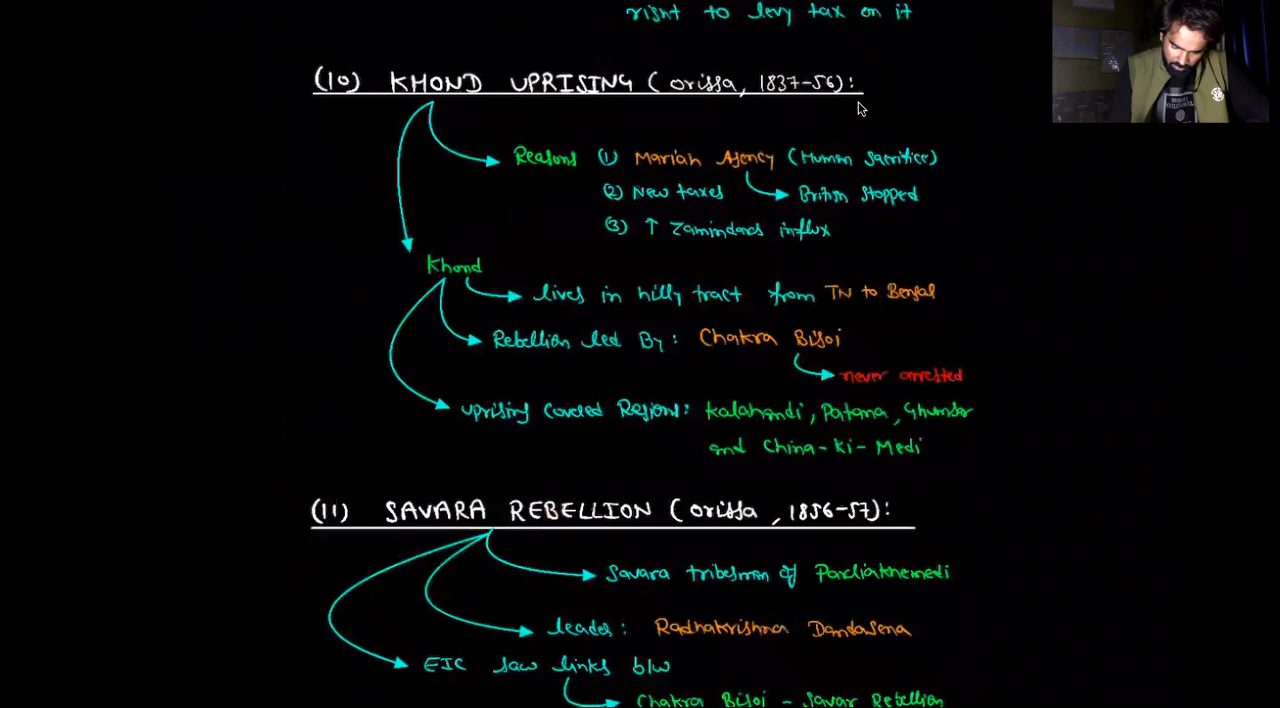 right to levy tax on it
(10) KHOND UPRISING (orissa, 1837-56):
Reasons (1) Mariah Agency (Human Sacrifice)
(2) New taxes
British stopped
(3) ↑ Zamindars influx
Khond
lives in hilly tract from TN to Bengal
Rebellion led By: Chakra Bisoi
never arrested
uprising Covered Regions: Kalahandi, Patana, Ghumsar
and China-Ki-Medi
(11) SAVARA REBELLION (orissa, 1856-57):
Savara tribesmen of Parliakhemedi
leader: Radhakrishna Dandasena
EIC saw links b/w
Chakra Bisoi - Savar Rebellion